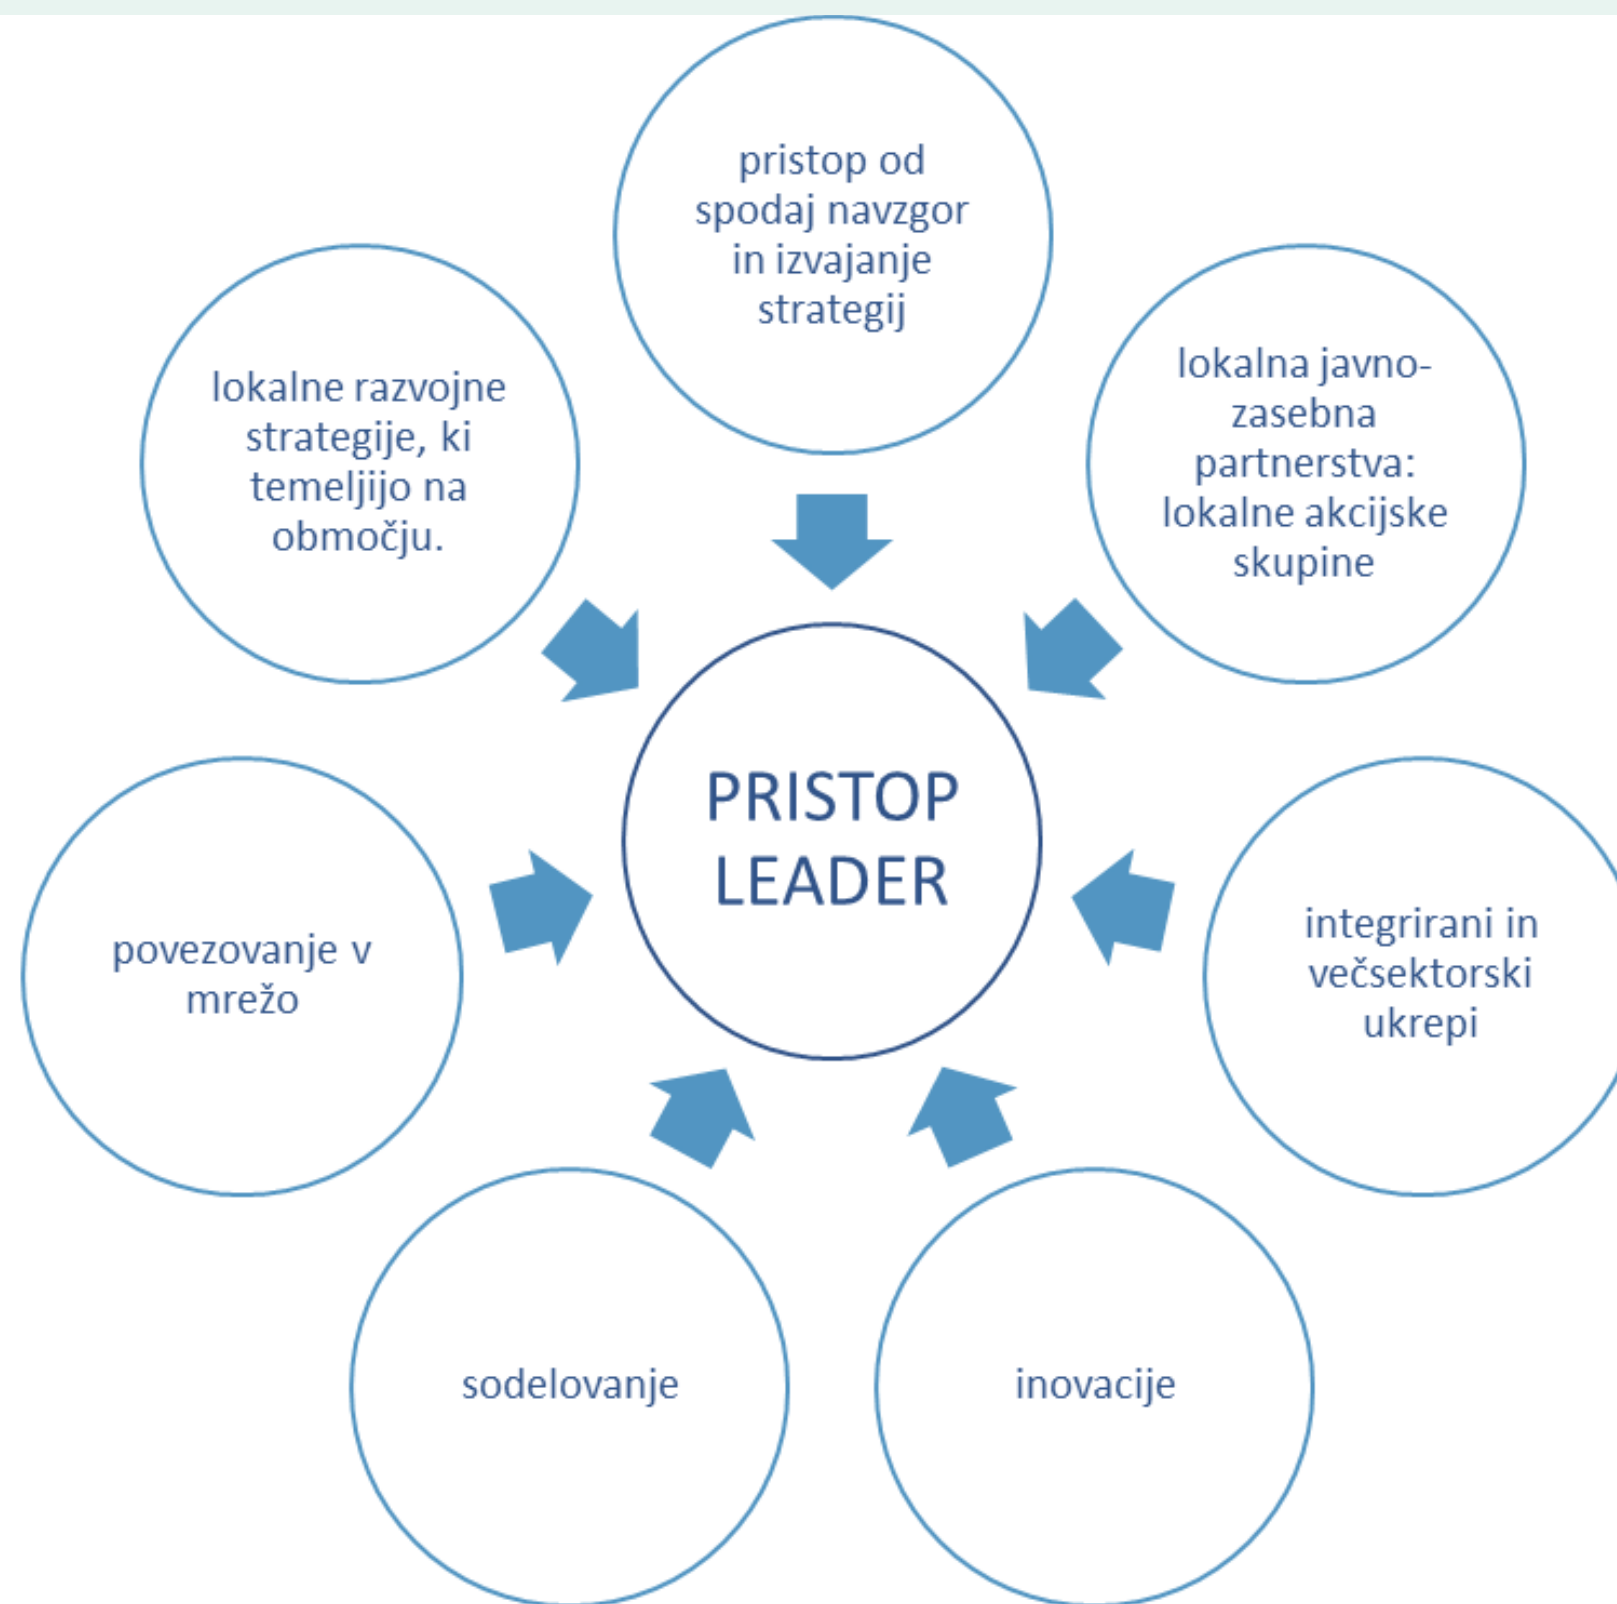 pristop od
spodaj navzgor
in izvajanje
strategij
lokalna javno-
zasebna
partnerstva:
lokalne akcijske
skupine
integrirani in
večsektorski
ukrepi
inovacije
sodelovanje
povezovanje v
mrežo
lokalne razvojne
strategije, ki
temeljijo na
območju.
PRISTOP
LEADER